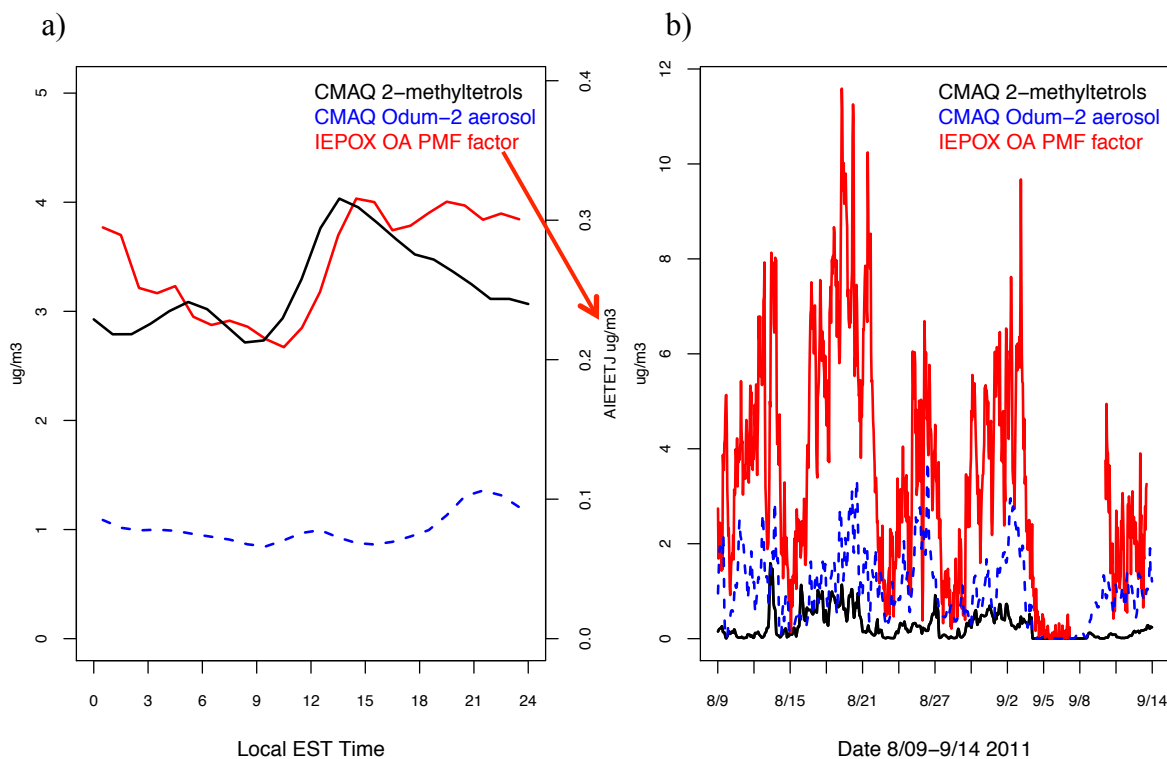 a)
CMAQ 2−methyltetrols
CMAQ Odum−2 aerosol
IEPOX OA PMF factor
5
4
3
2
1
0
ug/m3
0.4
0.3
0.2
0.1
0.0
AIETETJ ug/m3
0 3 6 9 12 15 18 21 24
Local EST Time
b)
CMAQ 2−methyltetrols
CMAQ Odum−2 aerosol
IEPOX OA PMF factor
12
10
8
6
4
2
0
ug/m3
8/9 8/15 8/21 8/27 9/2 9/5 9/8 9/14
Date 8/09−9/14 2011